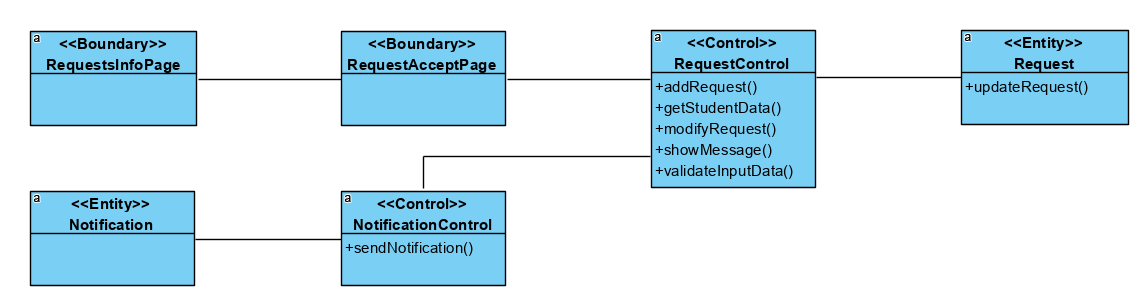 a
<<Boundary>>
RequestsInfoPage
<<Boundary>>
RequestAcceptPage
a
<<Control>>
RequestControl
+addRequest()
+getStudentData()
+modifyRequest()
+showMessage()
+validateInputData()
a
<<Entity>>
Request
+updateRequest()
a
<<Entity>>
Notification
a
<<Control>>
NotificationControl
+sendNotification()